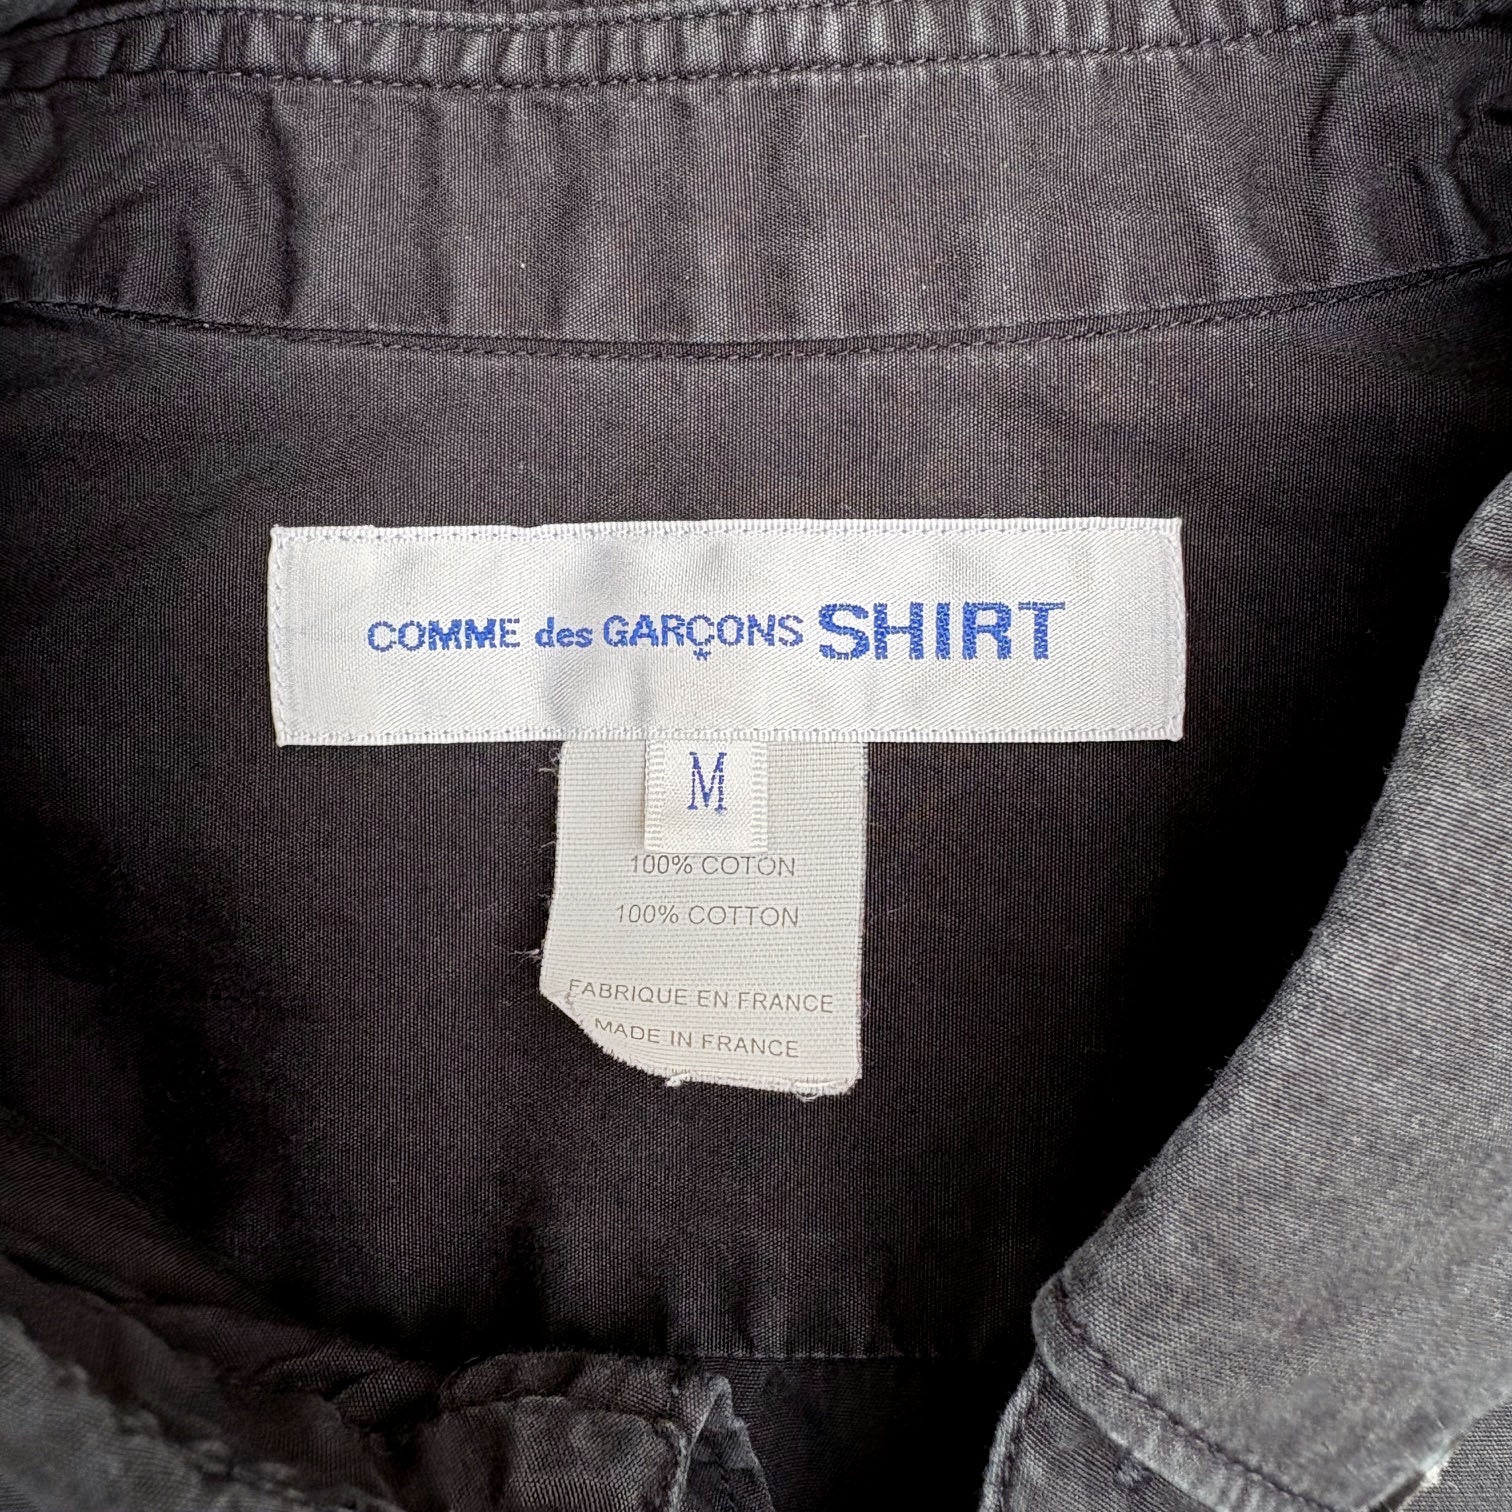 COMME des GARÇONS SHIRT
M
100% COTON
100% COTTON
FABRIQUE EN FRANCE
MADE IN FRANCE